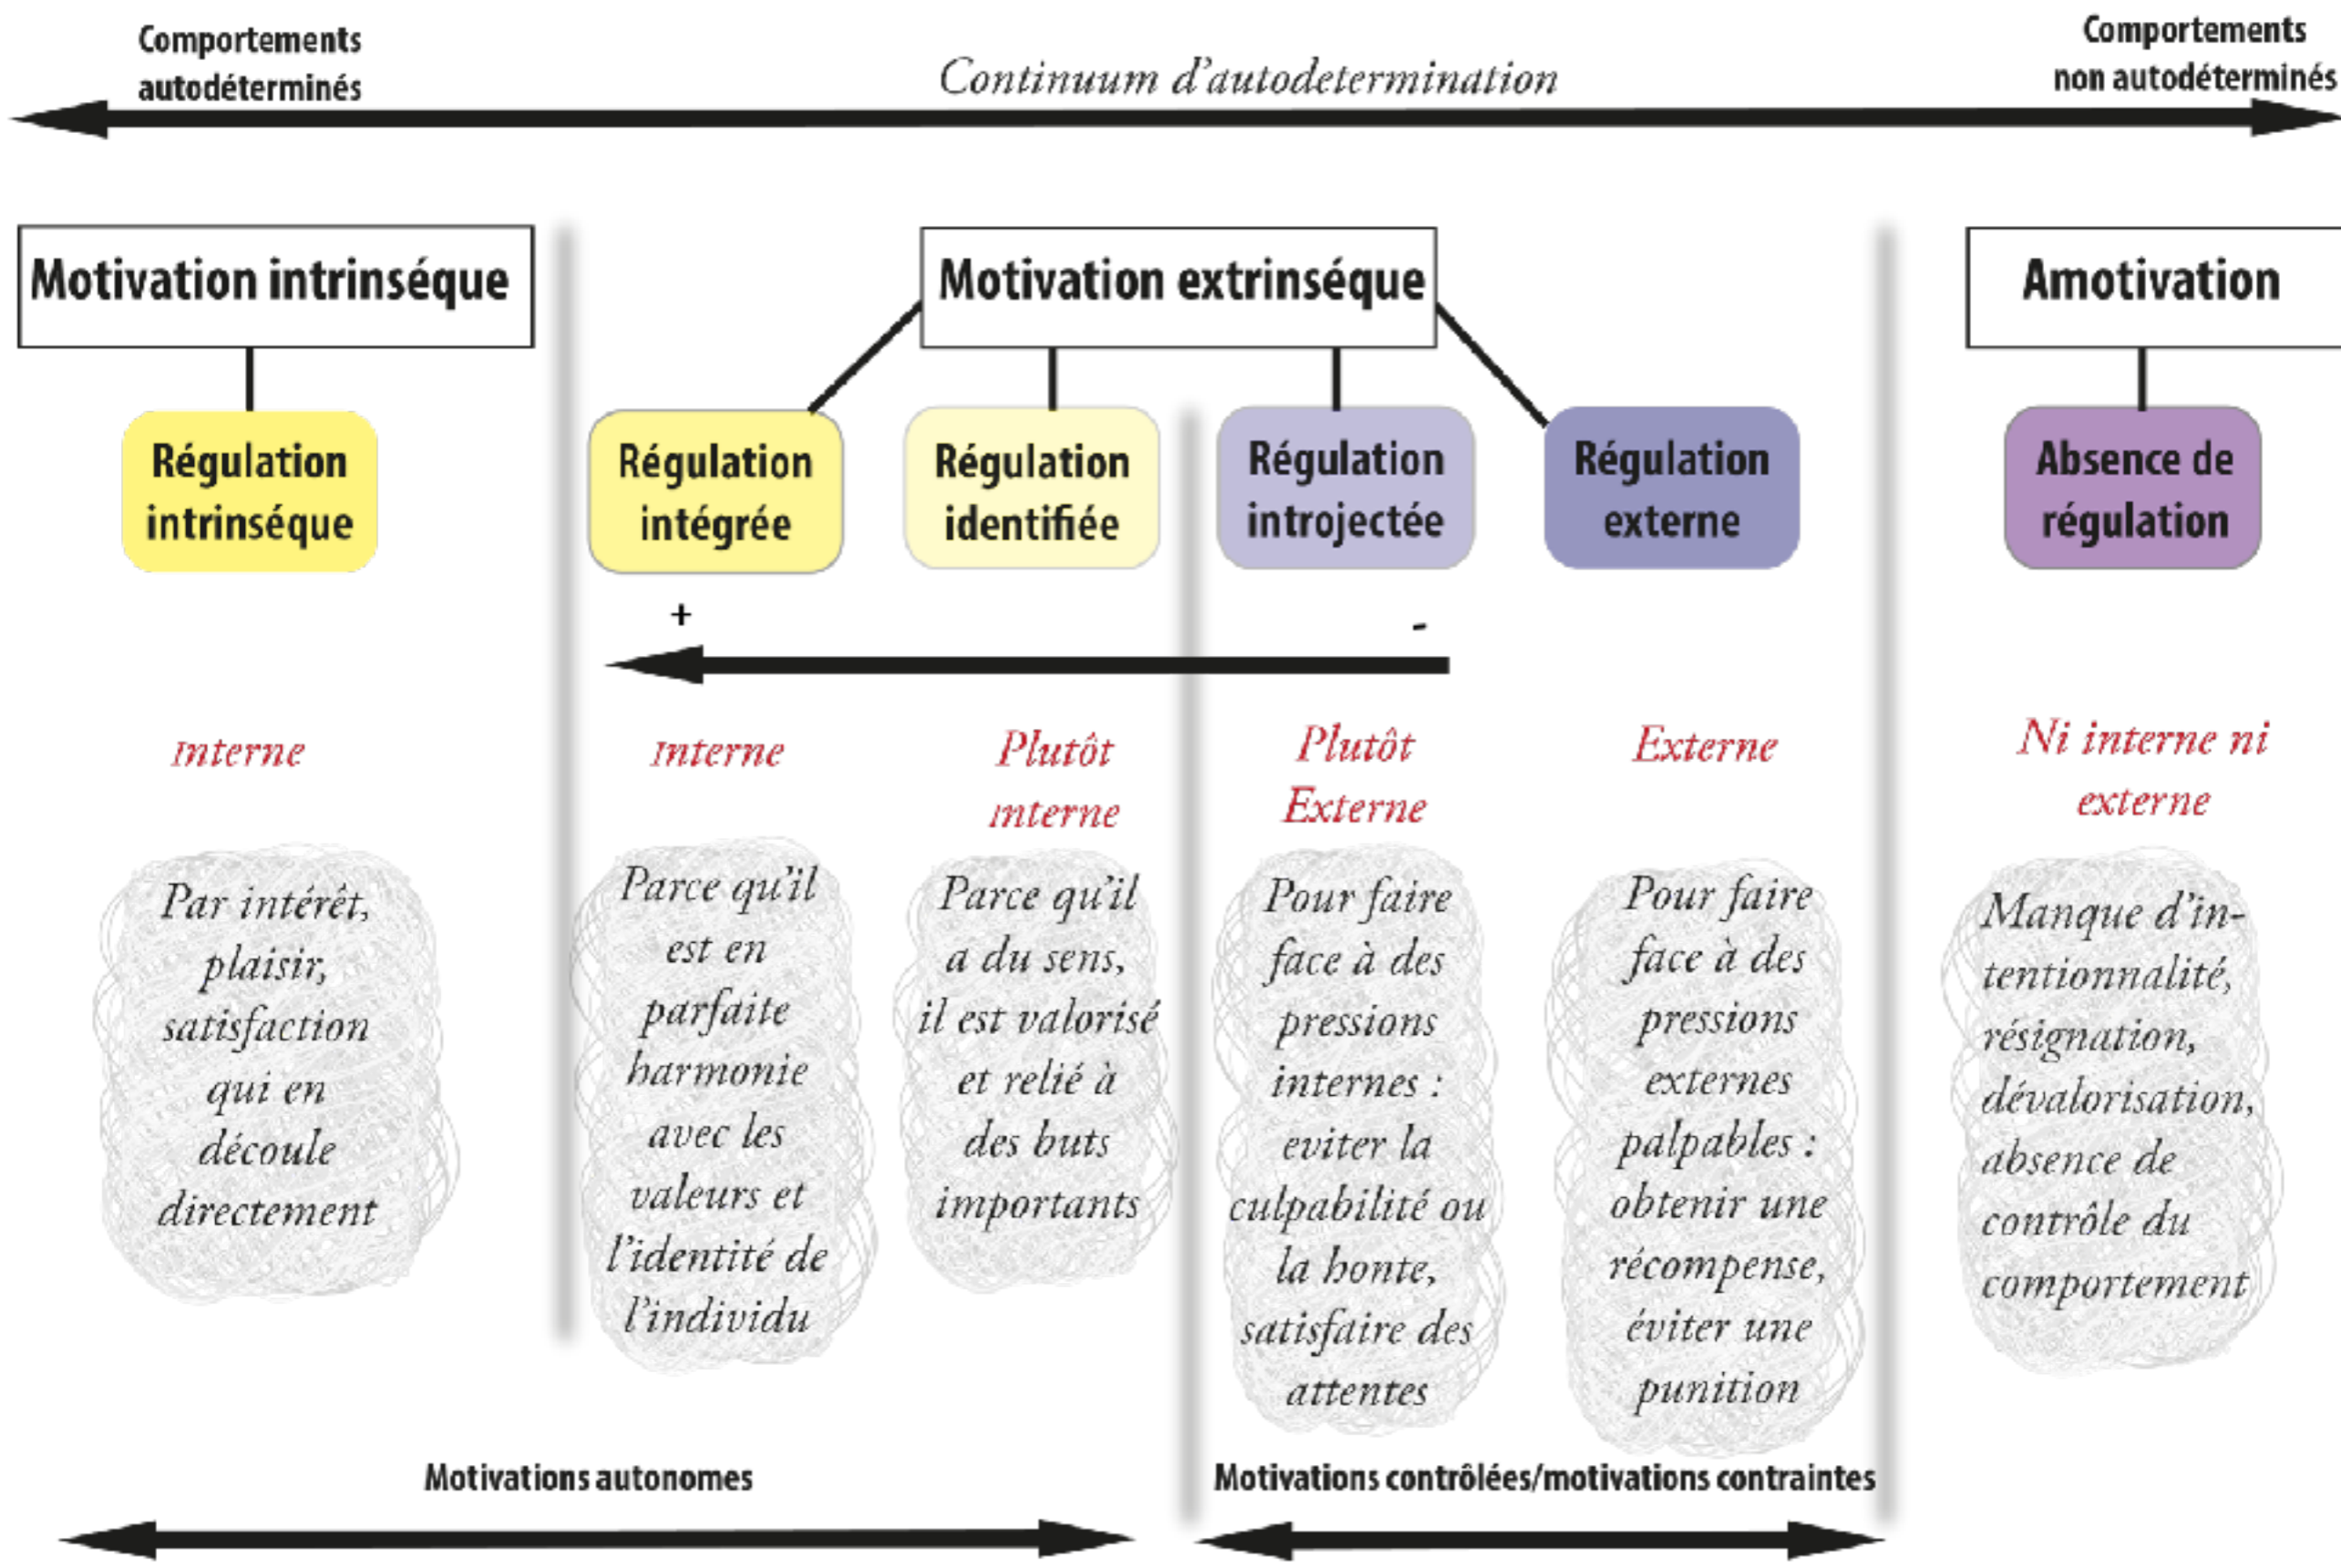 Comportements
autodéterminés
Continuum d'autodetermination
Comportements
non autodéterminés
Motivation intrinséque
Motivation extrinséque
Amotivation
Régulation
intrinséque
Régulation
intégrée
Régulation
identifiée
Régulation
introjectée
Régulation
externe
Absence de
régulation
+
-
Interne
Interne
Plutôt
interne
Plutôt
Externe
Externe
Ni interne ni
externe
Par intérêt,
plaisir,
satisfaction
qui en
découle
directement
Parce qu'il
est en
parfaite
harmonie
avec les
valeurs et
l'identité de
l'individu
Parce qu'il
a du sens,
il est valorisé
et relié à
des buts
importants
Pour faire
face à des
pressions
internes :
eviter la
culpabilité ou
la honte,
satisfaire des
attentes
Pour faire
face à des
pressions
externes
palpables :
obtenir une
récompense,
éviter une
punition
Manque d'in-
tentionnalité,
résignation,
dévalorisation,
absence de
contrôle du
comportement
Motivations autonomes
Motivations contrôlées/motivations contraintes